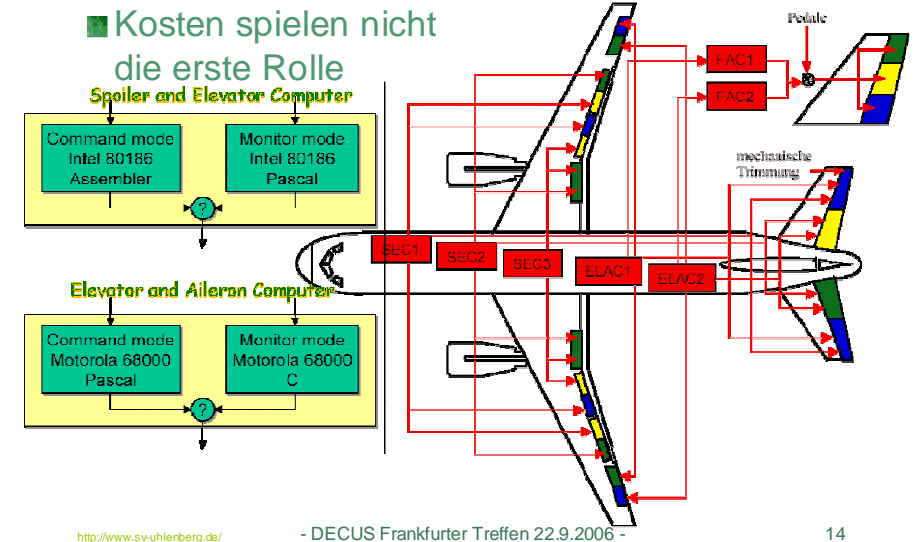 Kosten spielen nicht
die erste Rolle
Spoiler and Elevator Computer
Command mode
Intel 80186
Assembler
Monitor mode
Intel 80186
Pascal
?
Elevator and Aileron Computer
Command mode
Motorola 68000
Pascal
Monitor mode
Motorola 68000
C
?
SEC1
SEC2
SEC3
ELAC1
ELAC2
FAC1
FAC2
Pedale
mechanische
Trimmung
http://www.sv-uhlenberg.de/
- DECUS Frankfurter Treffen 22.9.2006 -
14